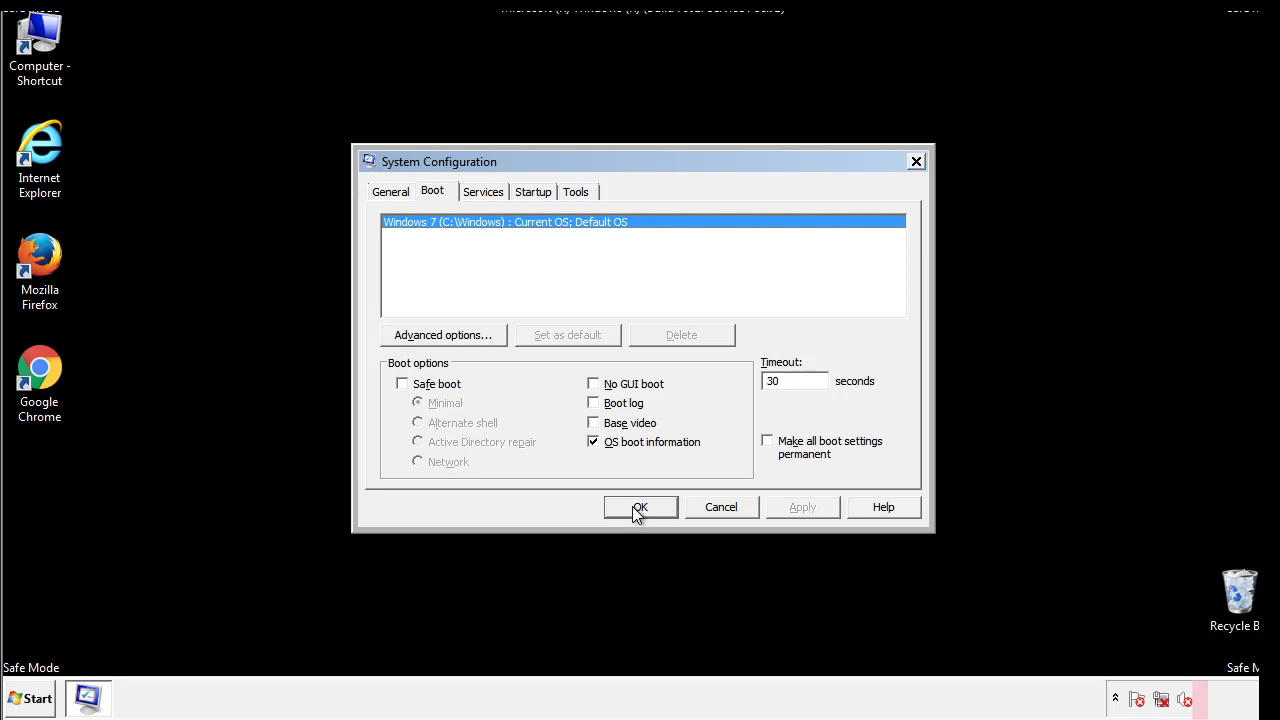 Computer -
Shortcut
Internet
Explorer
Mozilla
Firefox
Google
Chrome
System Configuration
General
Boot
Services
Startup
Tools
Windows 7 (C:\Windows) : Current OS; Default OS
Advanced options...
Set as default
Delete
Boot options
Safe boot
Minimal
Alternate shell
Active Directory repair
Network
No GUI boot
Boot log
Base video
OS boot information
Timeout:
30 seconds
Make all boot settings
permanent
OK
Cancel
Apply
Help
Recycle B
Safe Mode
Safe M
Start